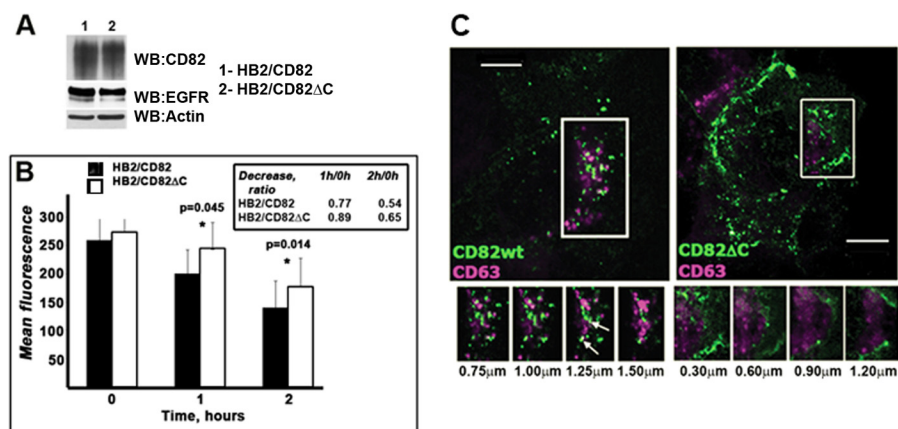 A
1 2
WB:CD82
WB:EGFR
WB:Actin
1- HB2/CD82
2- HB2/CD82ΔC
B
HB2/CD82
HB2/CD82ΔC
Decrease, ratio 1h/0h 2h/0h
HB2/CD82 0.77 0.54
HB2/CD82ΔC 0.89 0.65
p=0.045
*
p=0.014
*
Mean fluorescence
300
250
200
150
100
50
0 1 2
Time, hours
C
CD82wt
CD63
CD82ΔC
CD63
0.75μm 1.00μm 1.25μm 1.50μm
0.30μm 0.60μm 0.90μm 1.20μm